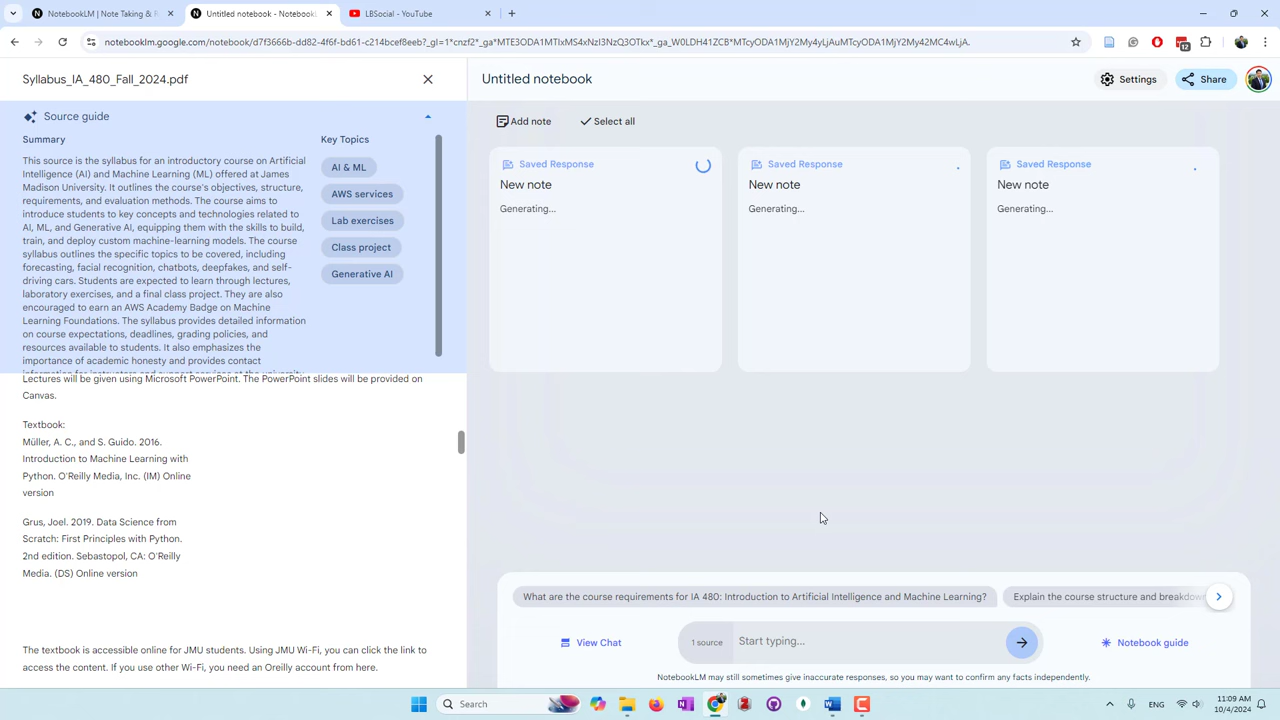 NotebookLM | Note Taking & R
Untitled notebook - NotebookL
LBSocial - YouTube
notebooklm.google.com/notebook/d7f3666b-dd82-4f6f-bd61-c214bcef8eeb?_gl=1*cnzf2*_ga*MTE3ODA1MTIxMS4xNzI3NzQ3OTkx*_ga_W0LDH41ZCB*MTcyODA1MjY2My4yLjAuMTcyODA1MjY2My42MC4wLjA.
12
Syllabus_IA_480_Fall_2024.pdf
Untitled notebook
Settings
Share
Source guide
Summary
Key Topics
This source is the syllabus for an introductory course on Artificial
Intelligence (AI) and Machine Learning (ML) offered at James
Madison University. It outlines the course's objectives, structure,
requirements, and evaluation methods. The course aims to
introduce students to key concepts and technologies related to
AI, ML, and Generative AI, equipping them with the skills to build,
train, and deploy custom machine-learning models. The course
syllabus outlines the specific topics to be covered, including
forecasting, facial recognition, chatbots, deepfakes, and self-
driving cars. Students are expected to learn through lectures,
laboratory exercises, and a final class project. They are also
encouraged to earn an AWS Academy Badge on Machine
Learning Foundations. The syllabus provides detailed information
on course expectations, deadlines, grading policies, and
resources available to students. It also emphasizes the
importance of academic honesty and provides contact
AI & ML
AWS services
Lab exercises
Class project
Generative AI
Lectures will be given using Microsoft PowerPoint. The PowerPoint slides will be provided on
Canvas.
Textbook:
Müller, A. C., and S. Guido. 2016.
Introduction to Machine Learning with
Python. O'Reilly Media, Inc. (IM) Online
version
Grus, Joel. 2019. Data Science from
Scratch: First Principles with Python.
2nd edition. Sebastopol, CA: O'Reilly
Media. (DS) Online version
The textbook is accessible online for JMU students. Using JMU Wi-Fi, you can click the link to
access the content. If you use other Wi-Fi, you need an Oreilly account from here.
Add note
Select all
Saved Response
New note
Generating...
Saved Response
New note
Generating...
Saved Response
New note
Generating...
What are the course requirements for IA 480: Introduction to Artificial Intelligence and Machine Learning?
Explain the course structure and breakdow
View Chat
1 source
Start typing...
Notebook guide
NotebookLM may still sometimes give inaccurate responses, so you may want to confirm any facts independently.
Search
ENG
11:09 AM
10/4/2024